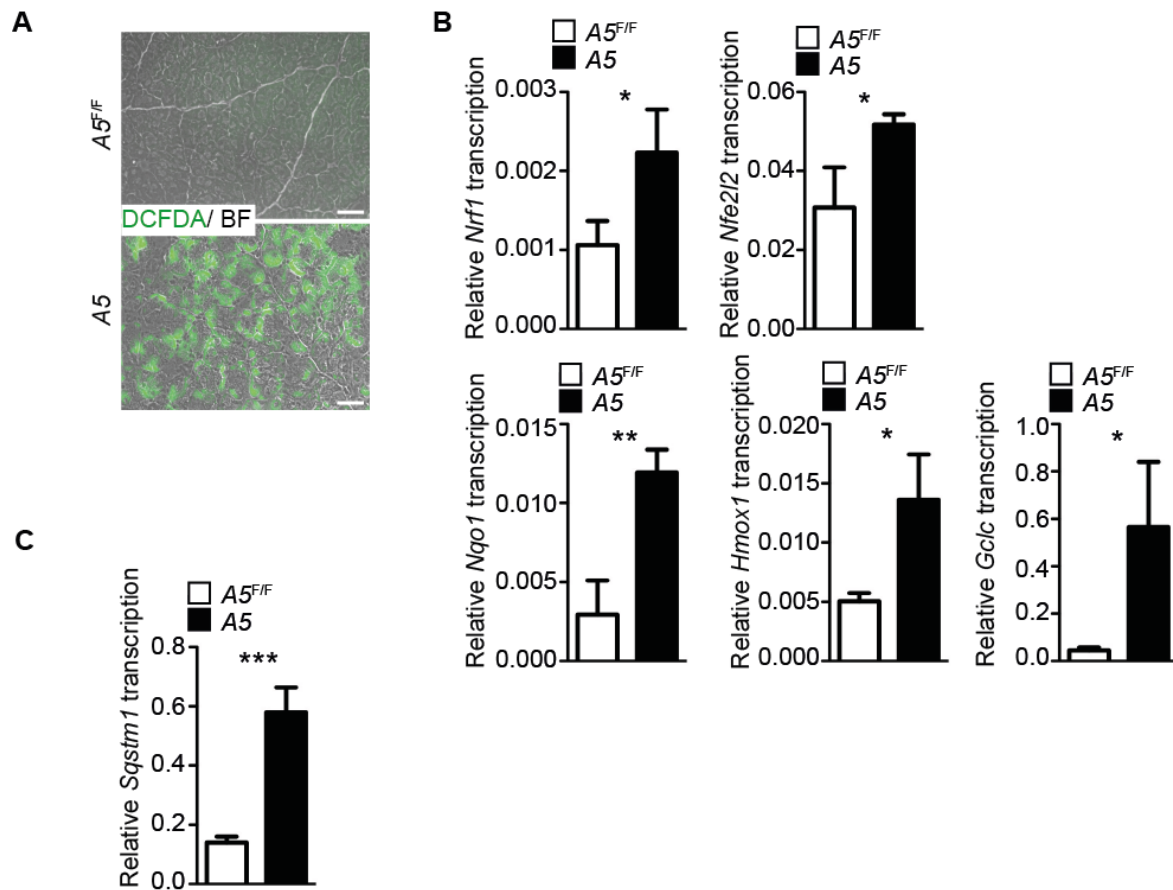 A
A5F/F
DCFDA/ BF
A5
B
A5F/F
A5
Relative Nrf1 transcription
0.003
0.002
0.001
0.000
*
A5F/F
A5
Relative Nfe2l2 transcription
0.06
0.04
0.02
0.00
*
A5F/F
A5
Relative Nqo1 transcription
0.015
0.010
0.005
0.000
**
A5F/F
A5
Relative Hmox1 transcription
0.020
0.015
0.010
0.005
0.000
*
A5F/F
A5
Relative Gclc transcription
1.0
0.8
0.6
0.4
0.2
0.0
*
C
A5F/F
A5
Relative Sqstm1 transcription
0.8
0.6
0.4
0.2
0.0
***